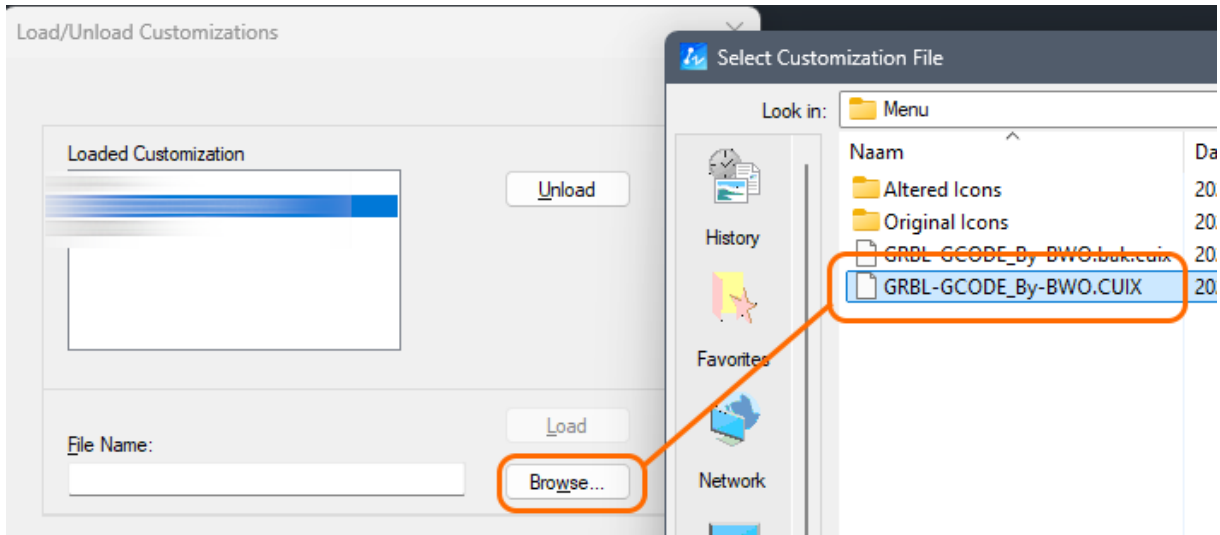 Load/Unload Customizations
Loaded Customization
Unload
Load
File Name:
Browse...
Select Customization File
Look in:
Menu
Naam
Da
Altered Icons
20.
Original Icons
20.
GRBL-GCODE_By-BWO.bak.cuix
20.
GRBL-GCODE_By-BWO.CUIX
20.
History
Favorites
Network